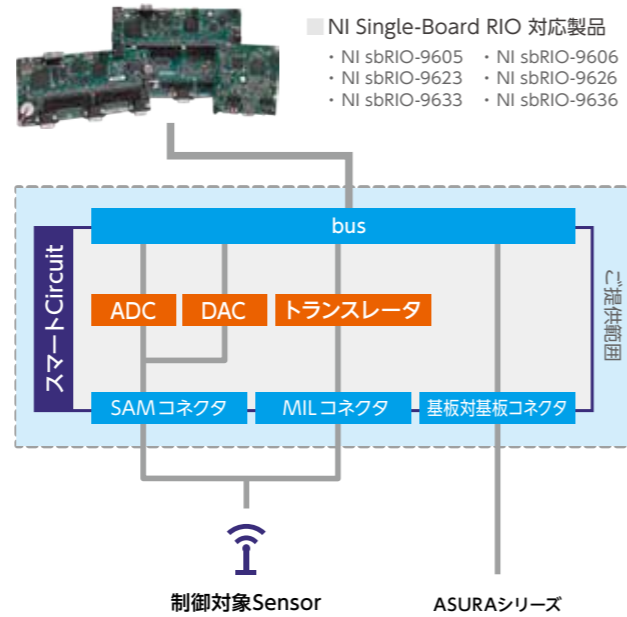 NI Single-Board RIO 対応製品
・NI sbRIO-9605 ・NI sbRIO-9606
・NI sbRIO-9623 ・NI sbRIO-9626
・NI sbRIO-9633 ・NI sbRIO-9636
bus
スマートCircuit
ご提供範囲
ADC DAC トランスレータ
SAMコネクタ MILコネクタ 基板対基板コネクタ
制御対象Sensor ASURAシリーズ